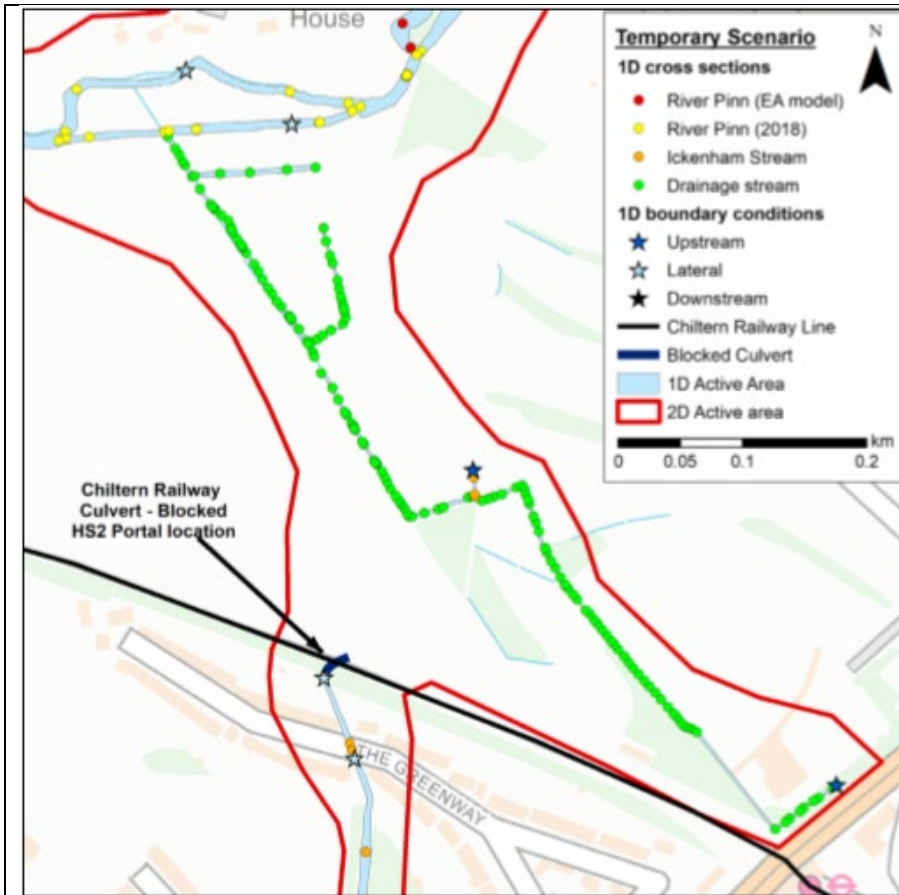 House
Temporary Scenario
N
1D cross sections
River Pinn (EA model)
River Pinn (2018)
Ickenham Stream
Drainage stream
1D boundary conditions
Upstream
Lateral
Downstream
Chiltern Railway Line
Blocked Culvert
1D Active Area
2D Active area
km
0 0.05 0.1 0.2
Chiltern Railway
Culvert - Blocked
HS2 Portal location
THE GREENWAY